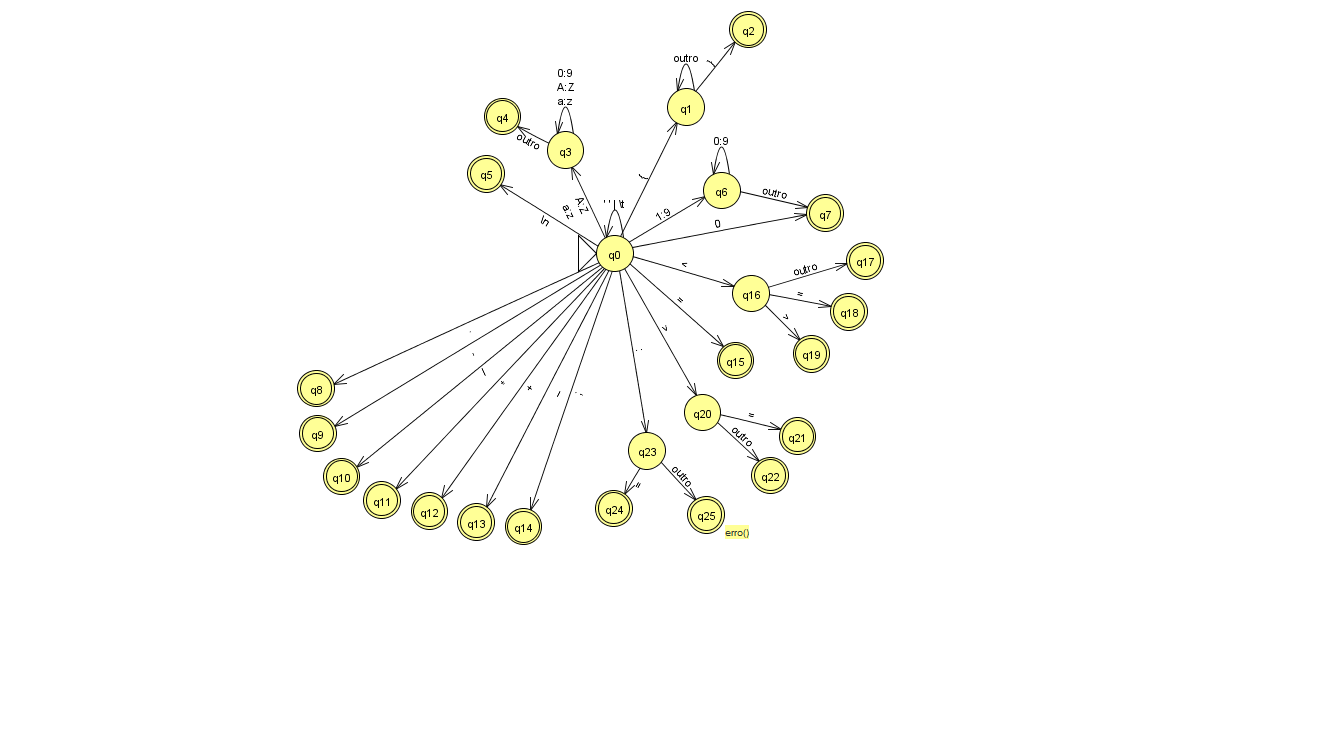 q2
outro
}
q1
0:9
A:Z
a:z
q4
outro
q3
q5
{
0:9
q6
outro
1:9
q7
0
A:Z
a:z
\n
' ' | \t
q0
<
q16
outro
q17
=
q18
>
q19
=
q15
>
q20
=
q21
outro
q22
:
q23
=
q24
outro
q25
erro()
.
q8
,
q9
/
q10
*
q11
+
q12
q13
q14